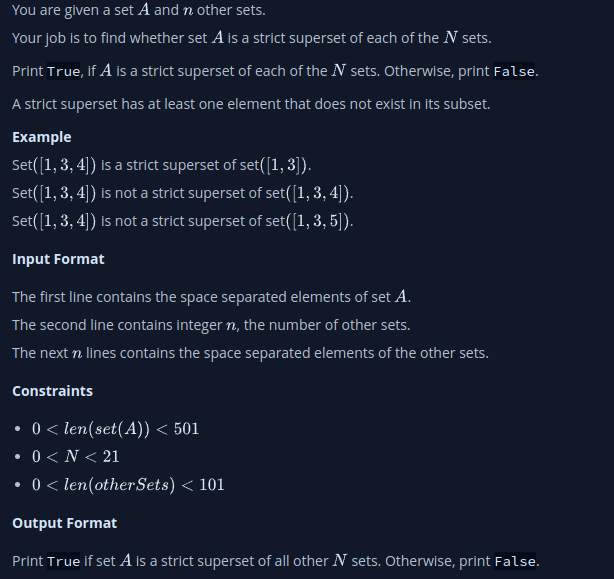 You are given a set A and n other sets.
Your job is to find whether set A is a strict superset of each of the N sets.
Print True, if A is a strict superset of each of the N sets. Otherwise, print False.
A strict superset has at least one element that does not exist in its subset.
Example
Set([1, 3, 4]) is a strict superset of set([1, 3]).
Set([1, 3, 4]) is not a strict superset of set([1, 3, 4]).
Set([1, 3, 4]) is not a strict superset of set([1, 3, 5]).
Input Format
The first line contains the space separated elements of set A.
The second line contains integer n, the number of other sets.
The next n lines contains the space separated elements of the other sets.
Constraints
• 0 < len(set(A)) < 501
• 0 < N < 21
• 0 < len(otherSets) < 101
Output Format
Print True if set A is a strict superset of all other N sets. Otherwise, print False.